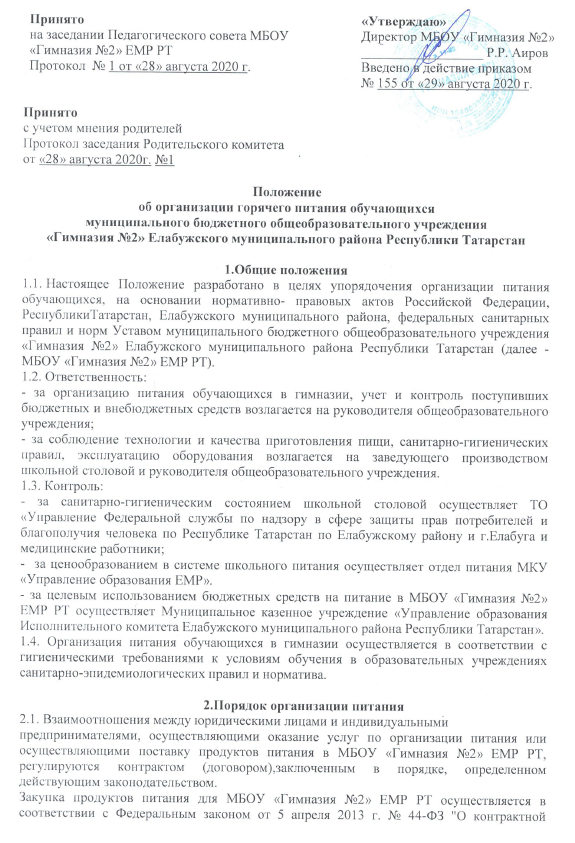 Принято
на заседании Педагогического совета МБОУ
«Гимназия №2» ЕМР РТ
Протокол № 1 от «28» августа 2020 г.
«Утверждаю»
Директор МБОУ «Гимназия №2»
__________________ Р.Р. Аиров
Введено в действие приказом
№ 155 от «29» августа 2020 г.
Принято
с учетом мнения родителей
Протокол заседания Родительского комитета
от «28» августа 2020г. №1
Положение
об организации горячего питания обучающихся
муниципального бюджетного общеобразовательного учреждения
«Гимназия №2» Елабужского муниципального района Республики Татарстан
1.Общие положения
1.1. Настоящее Положение разработано в целях упорядочения организации питания
обучающихся, на основании нормативно- правовых актов Российской Федерации,
РеспубликиТатарстан, Елабужского муниципального района, федеральных санитарных
правил и норм Уставом муниципального бюджетного общеобразовательного учреждения
«Гимназия №2» Елабужского муниципального района Республики Татарстан (далее -
МБОУ «Гимназия №2» ЕМР РТ).
1.2. Ответственность:
- за организацию питания обучающихся в гимназии, учет и контроль поступивших
бюджетных и внебюджетных средств возлагается на руководителя общеобразовательного
учреждения;
- за соблюдение технологии и качества приготовления пищи, санитарно-гигиенических
правил, эксплуатацию оборудования возлагается на заведующего производством
школьной столовой и руководителя общеобразовательного учреждения.
1.3. Контроль:
- за санитарно-гигиеническим состоянием школьной столовой осуществляет ТО
«Управление Федеральной службы по надзору в сфере защиты прав потребителей и
благополучия человека по Республике Татарстан по Елабужскому району и г.Елабуга и
медицинские работники;
- за ценообразованием в системе школьного питания осуществляет отдел питания МКУ
«Управление образования ЕМР».
- за целевым использованием бюджетных средств на питание в МБОУ «Гимназия №2»
ЕМР РТ осуществляет Муниципальное казенное учреждение «Управление образования
Исполнительного комитета Елабужского муниципального района Республики Татарстан».
1.4. Организация питания обучающихся в гимназии осуществляется в соответствии с
гигиеническими требованиями к условиям обучения в образовательных учреждениях
санитарно-эпидемиологических правил и норматива.
2.Порядок организации питания
2.1. Взаимоотношения между юридическими лицами и индивидуальными
предпринимателями, осуществляющими оказание услуг по организации питания или
осуществляющими поставку продуктов питания в МБОУ «Гимназия №2» ЕМР РТ,
регулируются контрактом (договором),заключенным в порядке, определенном
действующим законодательством.
Закупка продуктов питания для МБОУ «Гимназия №2» ЕМР РТ осуществляется в
соответствии с Федеральным законом от 5 апреля 2013 г. № 44-ФЗ "О контрактной